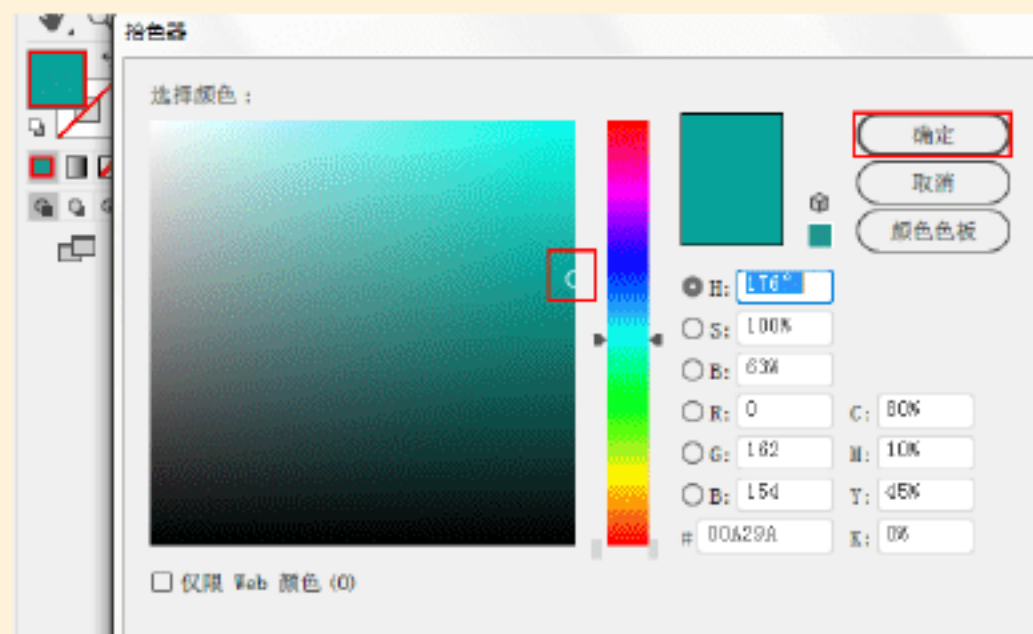 拾色器
选择颜色：
确定
取消
颜色色板
H: 176°
S: 100%
B: 63%
R: 0
C: 80%
G: 162
M: 10%
B: 154
Y: 45%
# 00A29A
K: 0%
仅限 Web 颜色 (O)